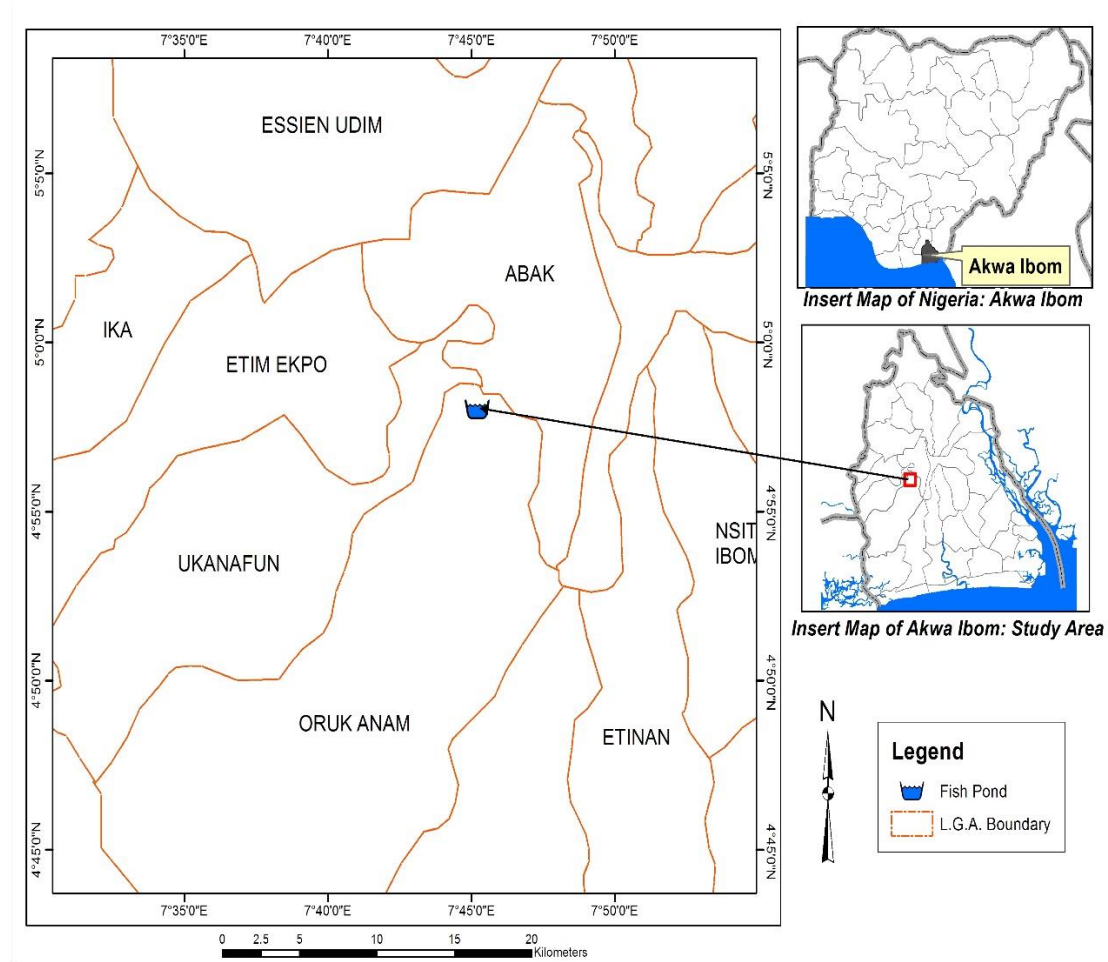 7°35'0"E
7°40'0"E
7°45'0"E
7°50'0"E
5°5'0"N
5°0'0"N
4°55'0"N
4°50'0"N
4°45'0"N
ESSIEN UDIM
ABAK
IKA
ETIM EKPO
UKANAFUN
NSIT
IBOM
ORUK ANAM
ETINAN
5°5'0"N
5°0'0"N
4°55'0"N
4°50'0"N
4°45'0"N
7°35'0"E
7°40'0"E
7°45'0"E
7°50'0"E
0 2.5 5 10 15 20
Kilometers
Akwa Ibom
Insert Map of Nigeria: Akwa Ibom
Insert Map of Akwa Ibom: Study Area
N
Legend
Fish Pond
L.G.A. Boundary